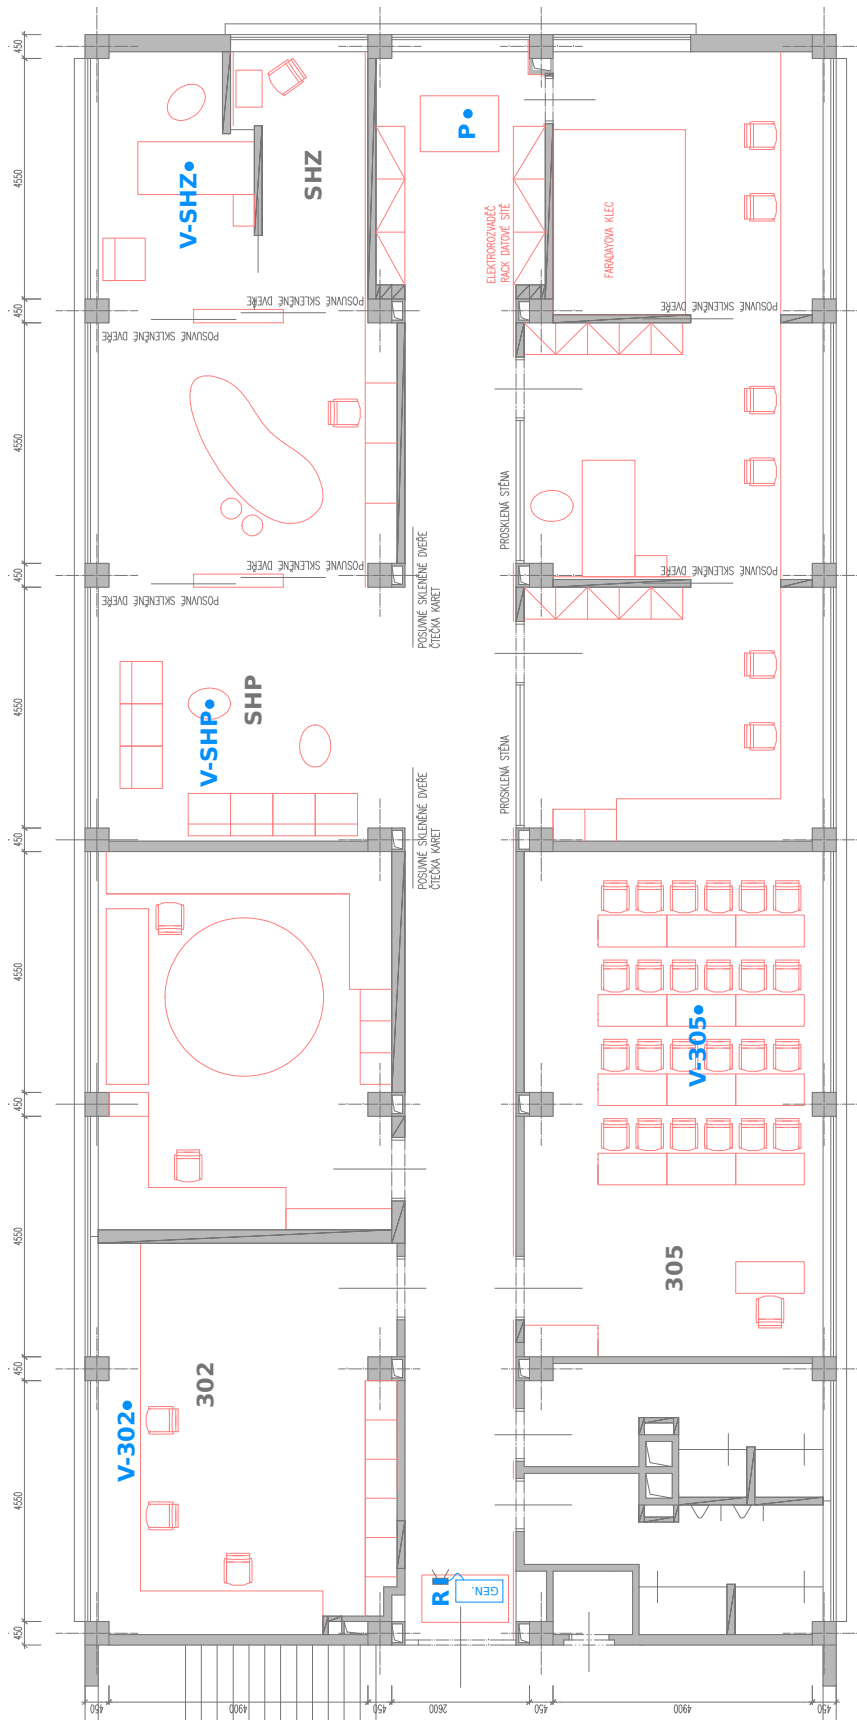 450
4550
450
4550
450
4550
450
4550
450
4550
450
4550
450
V-SHZ
SHZ
P
ELEKTROROZVADĚČ
RACK DATOVÉ SÍTĚ
FARADAYOVA KLEC
POSUVNÉ SKLENĚNÉ DVEŘE
POSUVNÉ SKLENĚNÉ DVEŘE
POSUVNÉ SKLENĚNÉ DVEŘE
PROSKLENÁ STĚNA
POSUVNÉ SKLENĚNÉ DVEŘE
ČTEČKA KARET
POSUVNÉ SKLENĚNÉ DVEŘE
POSUVNÉ SKLENĚNÉ DVEŘE
POSUVNÉ SKLENĚNÉ DVEŘE
V-SHP
SHP
PROSKLENÁ STĚNA
POSUVNÉ SKLENĚNÉ DVEŘE
ČTEČKA KARET
V-305
305
302
V-302
R
GEN.
450
4900
450
2600
450
4900
450